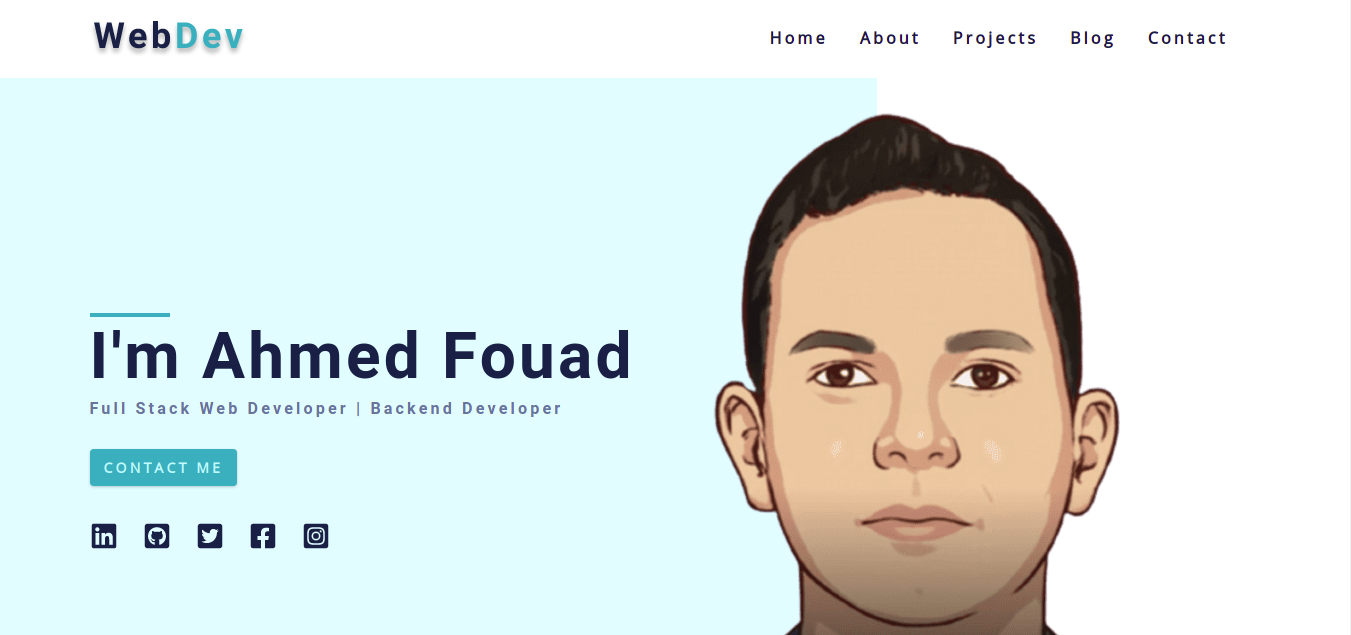 WebDev
Home About Projects Blog Contact
I'm Ahmed Fouad
Full Stack Web Developer | Backend Developer
CONTACT ME